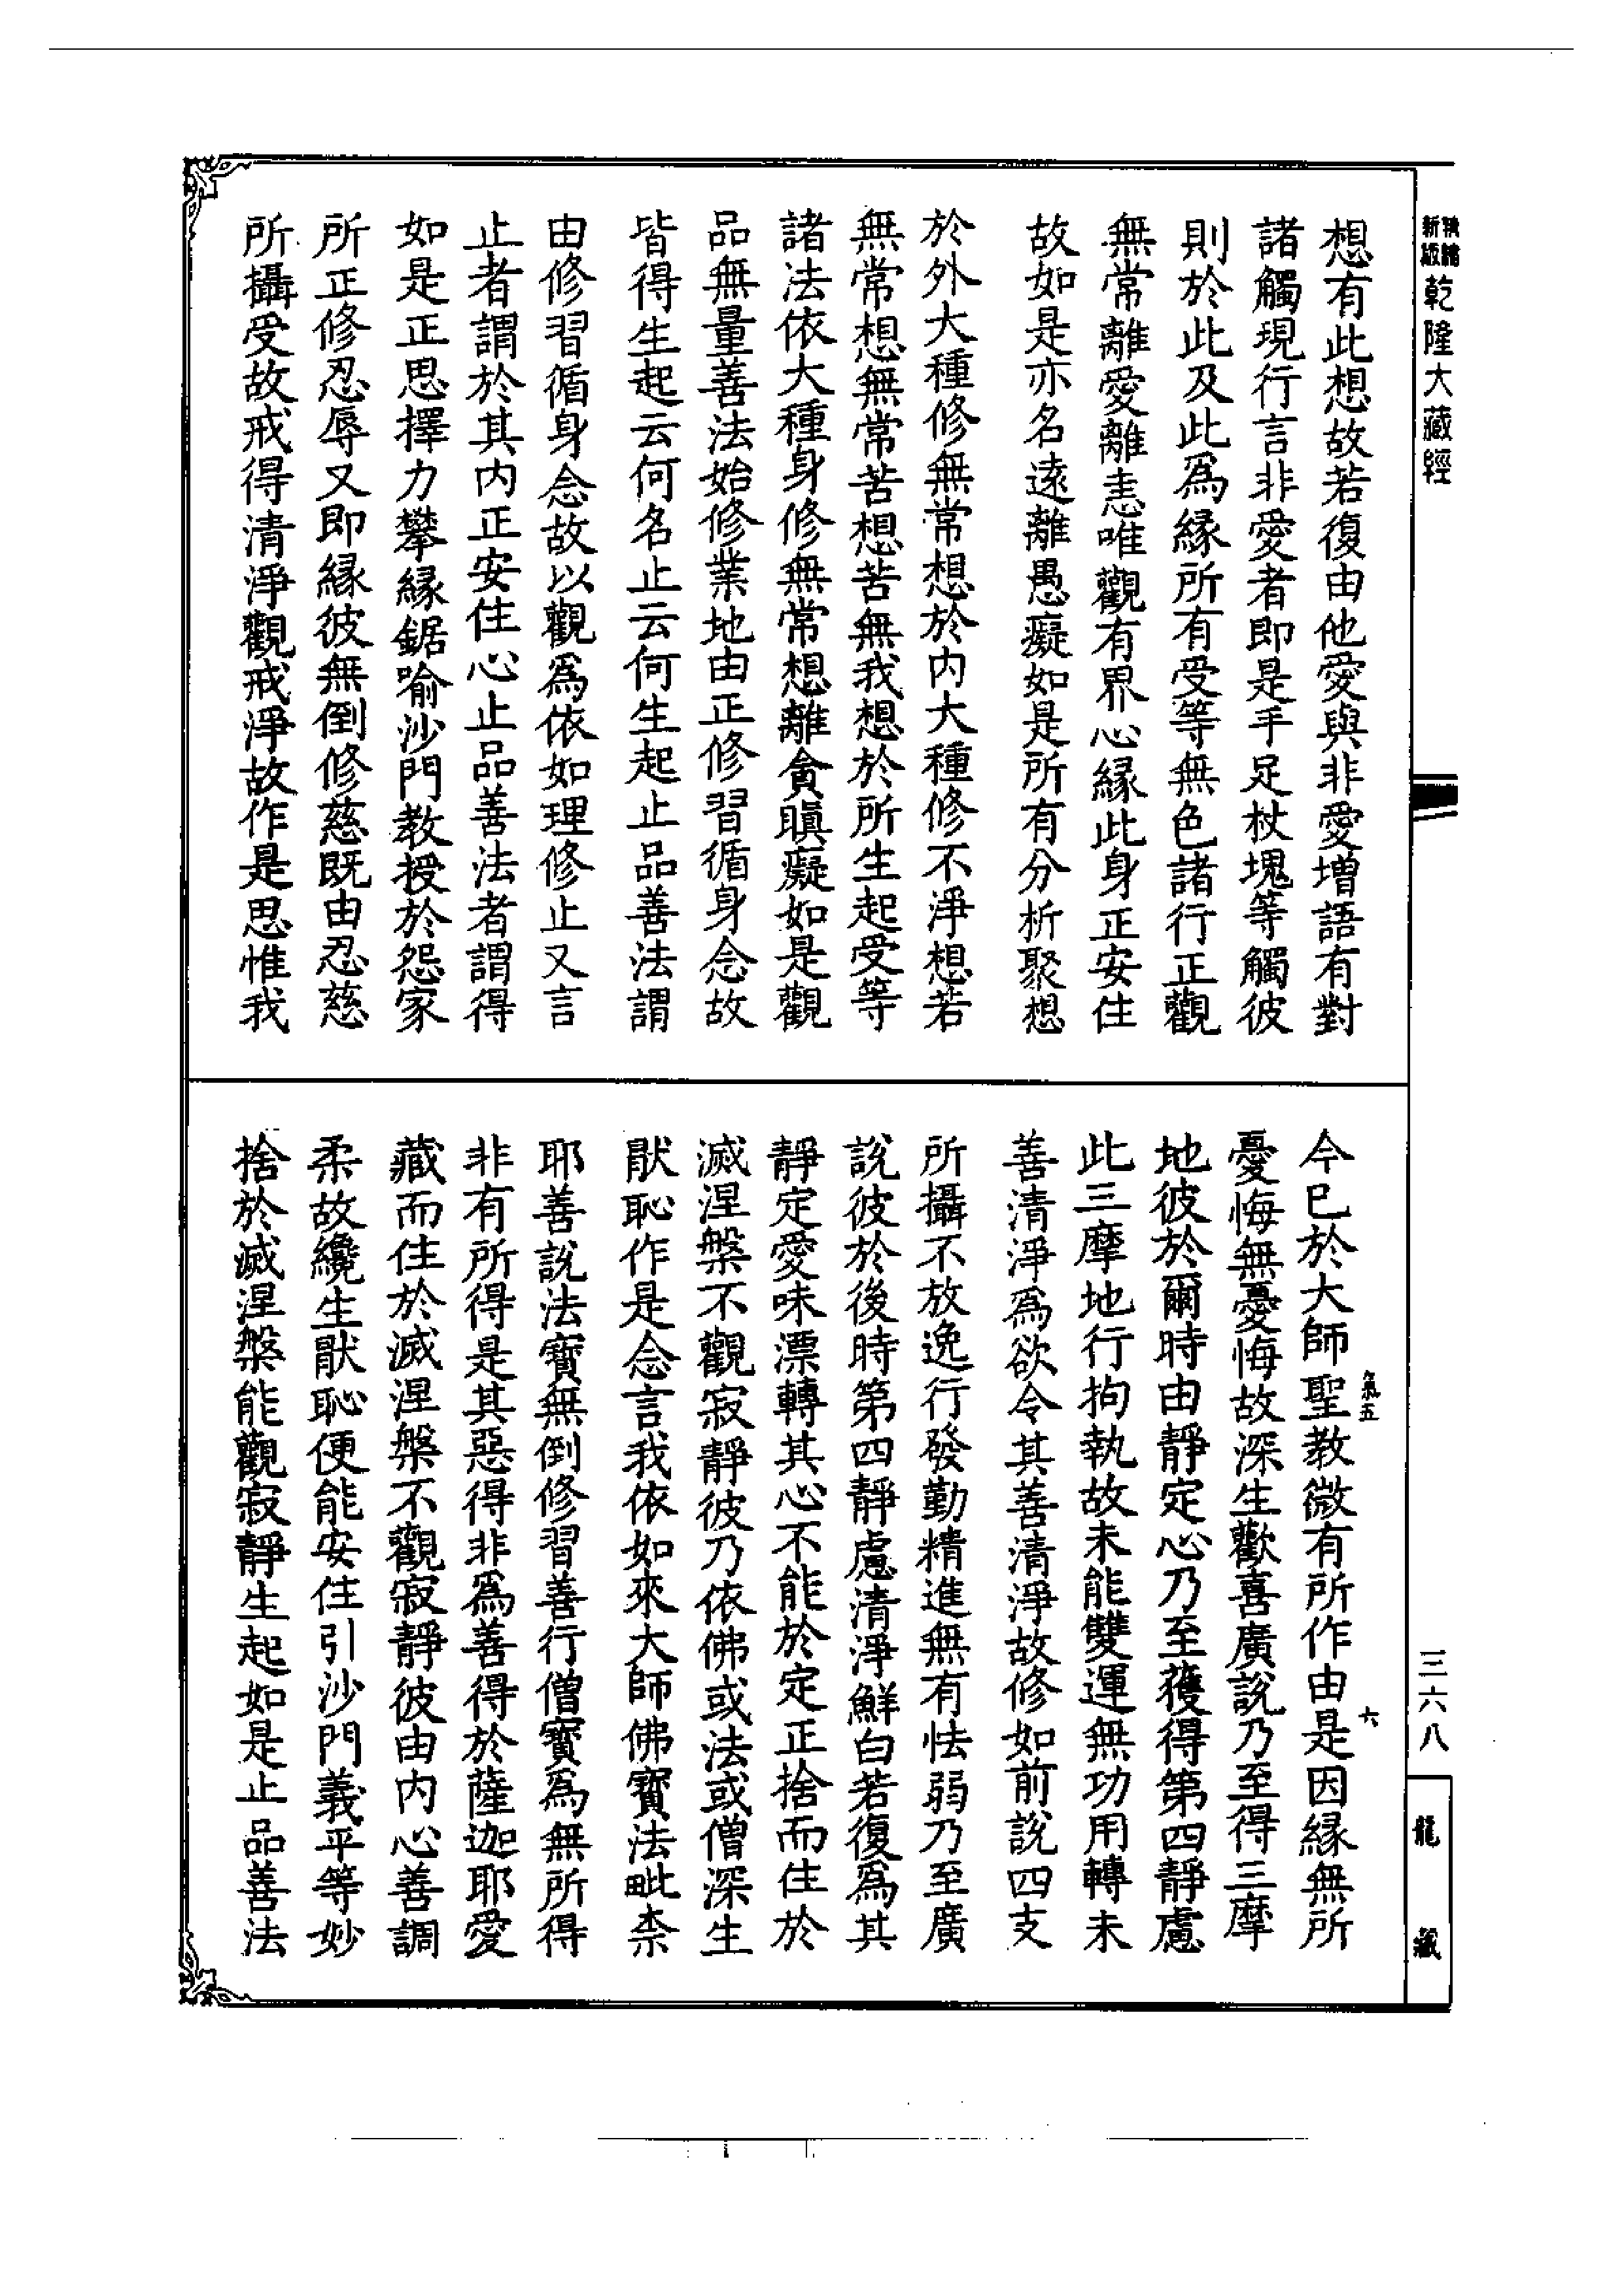 新版
乾隆大藏經
想有此想故若復由他愛與非愛增語有對
諸觸現行言非愛者即是手足杖塊等觸彼
則於此及此爲緣所有受等無色諸行正觀
無常離愛離恚唯觀有界心緣此身正安住
故如是亦名遠離愚癡如是所有分析聚想
於外大種修無常想於內大種修不淨想若
無常想無常苦想苦無我想於所生起受等
諸法依大種身修無常想離貪瞋癡如是觀
品無量善法始修業地由正修習循身念故
皆得生起云何名止云何生起止品善法謂
由修習循身念故以觀爲依如理修止又言
止者謂於其內正安住心止品善法者謂得
如是正思擇力攀緣鋸喻沙門教授於怨家
所正修忍辱又即緣彼無倒修慈既由忍慈
所攝受故戒得清淨觀戒淨故作是思惟我
今已於大師聖教微有所作由是因緣無所
憂悔無憂悔故深生歡喜廣說乃至得三摩
地彼於爾時由靜定心乃至獲得第四靜慮
此三摩地行拘執故未能雙運無功用轉未
善清淨爲欲令其善清淨故修如前說四支
所攝不放逸行發勤精進無有怯弱乃至廣
說彼於後時第四靜慮清淨鮮白若復爲其
靜定愛味漂轉其心不能於定正捨而住於
滅涅槃不觀寂靜彼乃依佛或法或僧深生
猒恥作是念言我依如來大師佛寶法毗柰
耶善說法寶無倒修習善行僧寶爲無所得
非有所得是其惡得非爲善得於薩迦耶愛
藏而住於滅涅槃不觀寂靜彼由內心善調
柔故纔生猒恥便能安住引沙門義平等妙
捨於滅涅槃能觀寂靜生起如是止品善法
氣五
六
三六八
龍藏